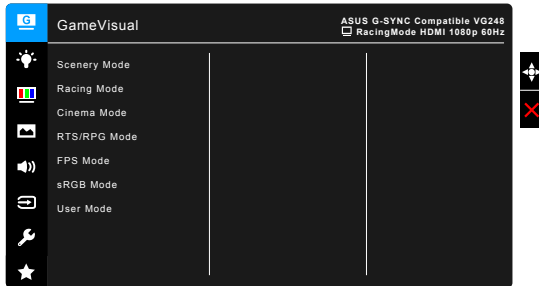 G
GameVisual
ASUS G-SYNC Compatible VG248
RacingMode HDMI 1080p 60Hz
Scenery Mode
Racing Mode
Cinema Mode
RTS/RPG Mode
FPS Mode
sRGB Mode
User Mode